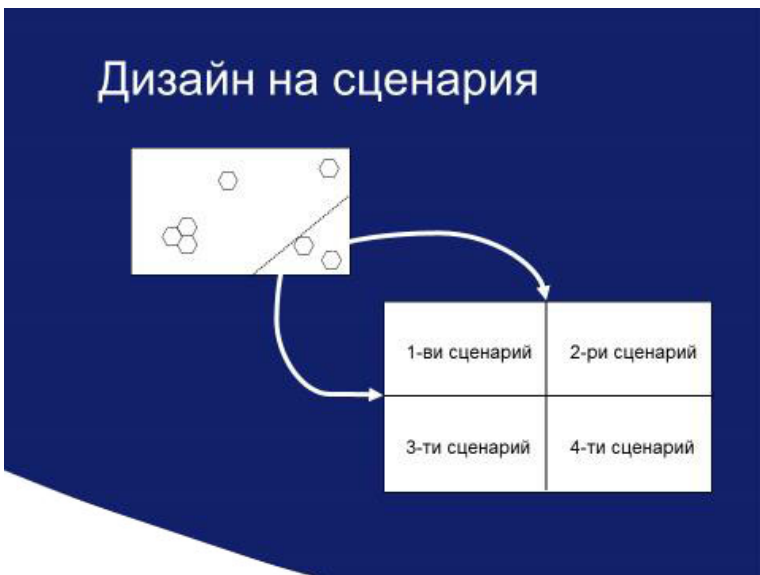 Дизайн на сценария
1-ви сценарий
2-ри сценарий
3-ти сценарий
4-ти сценарий